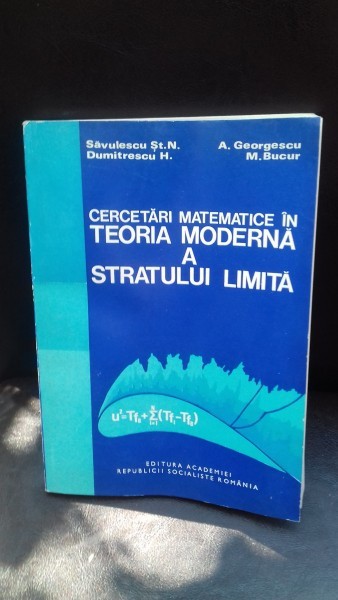 Săvulescu Șt.N. A. Georgescu
Dumitrescu H. M. Bucur
CERCETĂRI MATEMATICE ÎN
TEORIA MODERNĂ
A
STRATULUI LIMITĂ
EDITURA ACADEMIEI
REPUBLICII SOCIALISTE ROMÂNIA